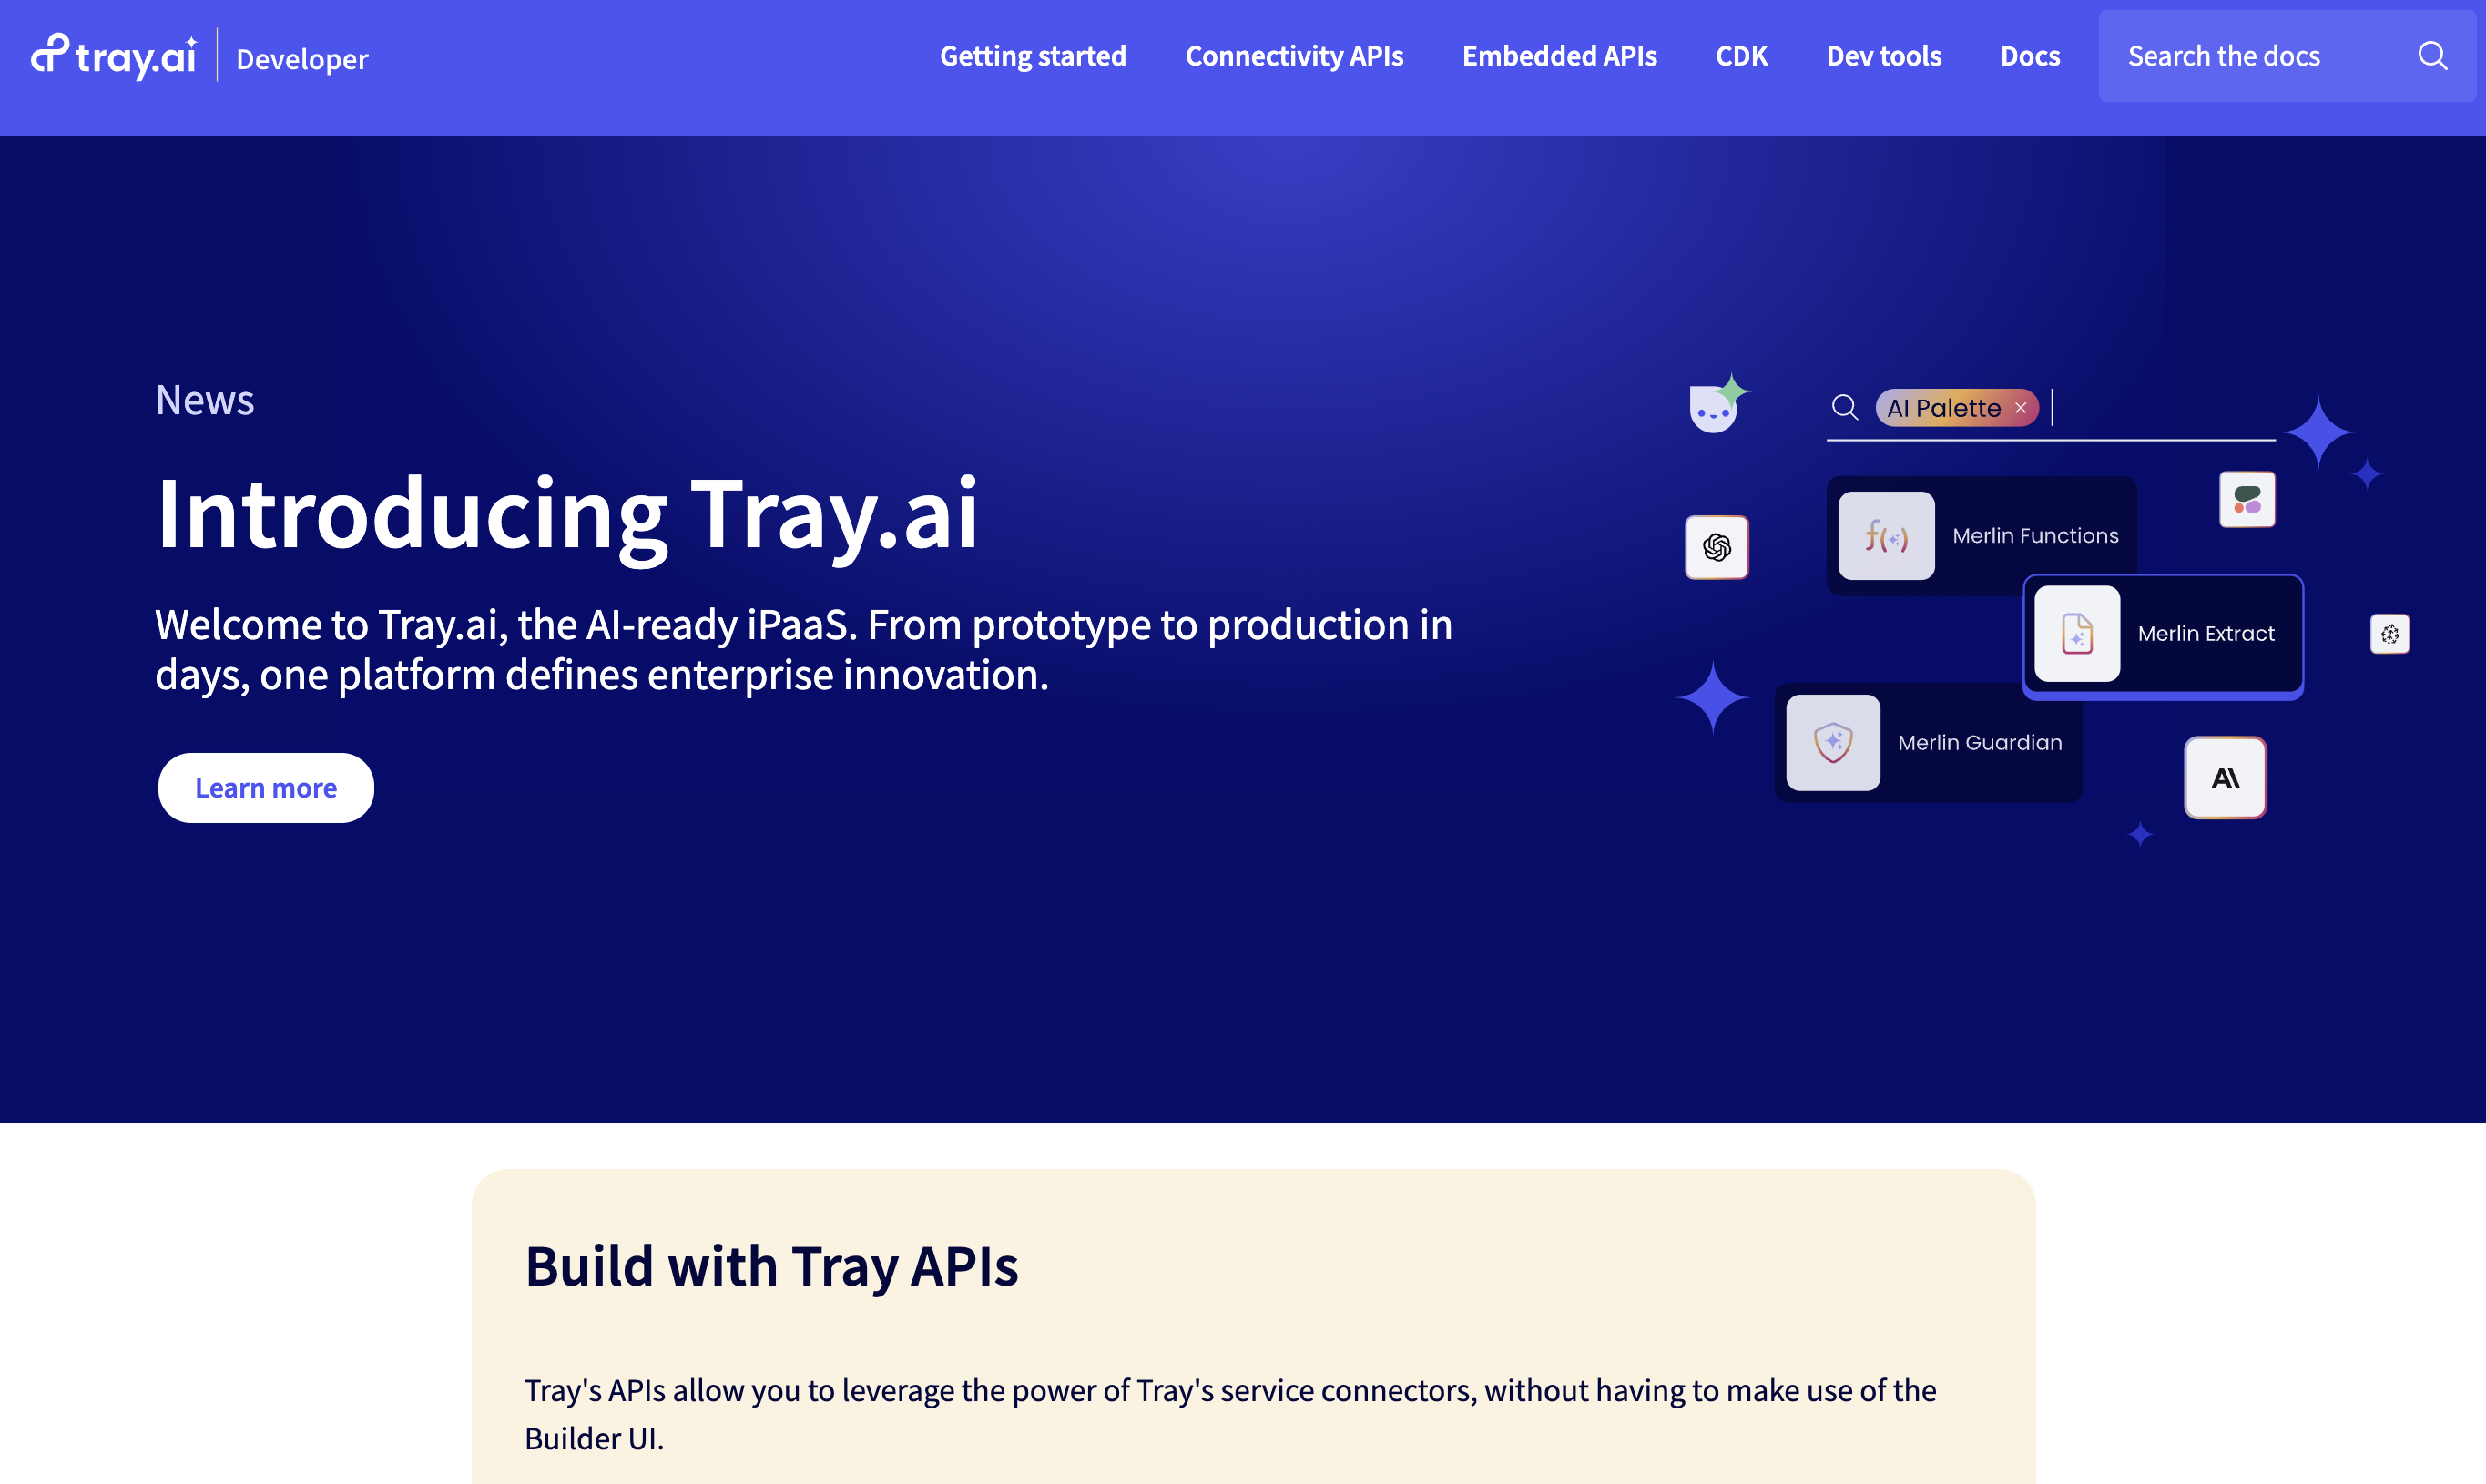 tray.ai Developer
Getting started Connectivity APIs Embedded APIs CDK Dev tools Docs Search the docs
News
Introducing Tray.ai
Welcome to Tray.ai, the AI-ready iPaaS. From prototype to production in
days, one platform defines enterprise innovation.
Learn more
AI Palette ×
f() Merlin Functions
Merlin Extract
Merlin Guardian
A\
Build with Tray APIs
Tray's APIs allow you to leverage the power of Tray's service connectors, without having to make use of the
Builder UI.